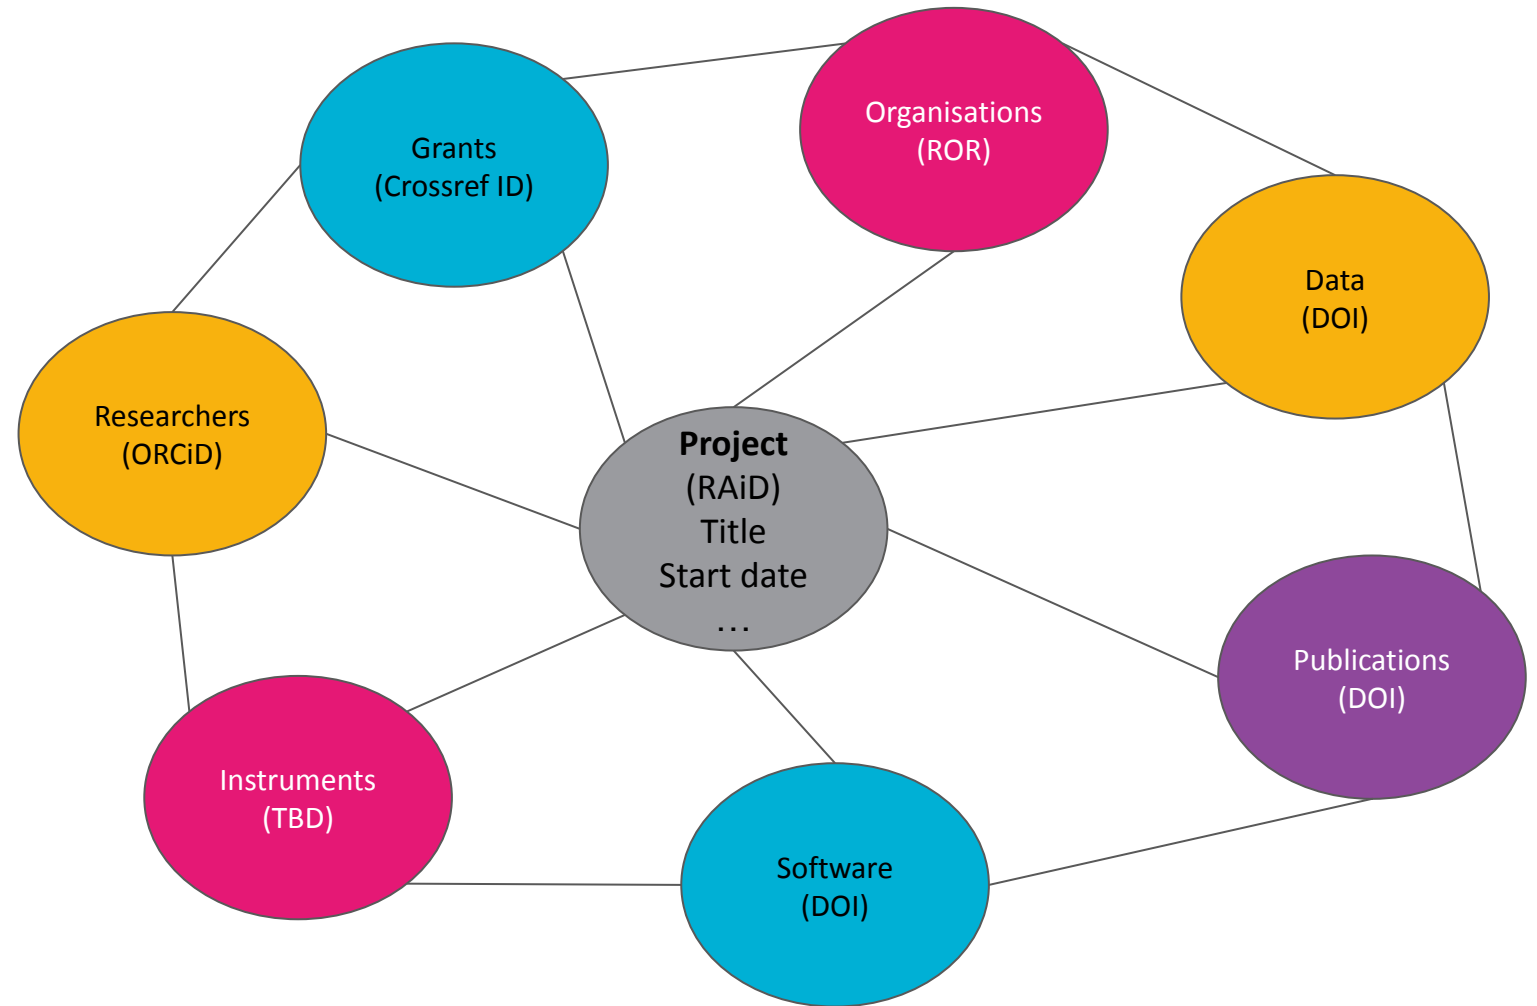 Organisations
(ROR)
Grants
(Crossref ID)
Data
(DOI)
Researchers
(ORCiD)
Project
(RAiD)
Title
Start date
...
Publications
(DOI)
Instruments
(TBD)
Software
(DOI)